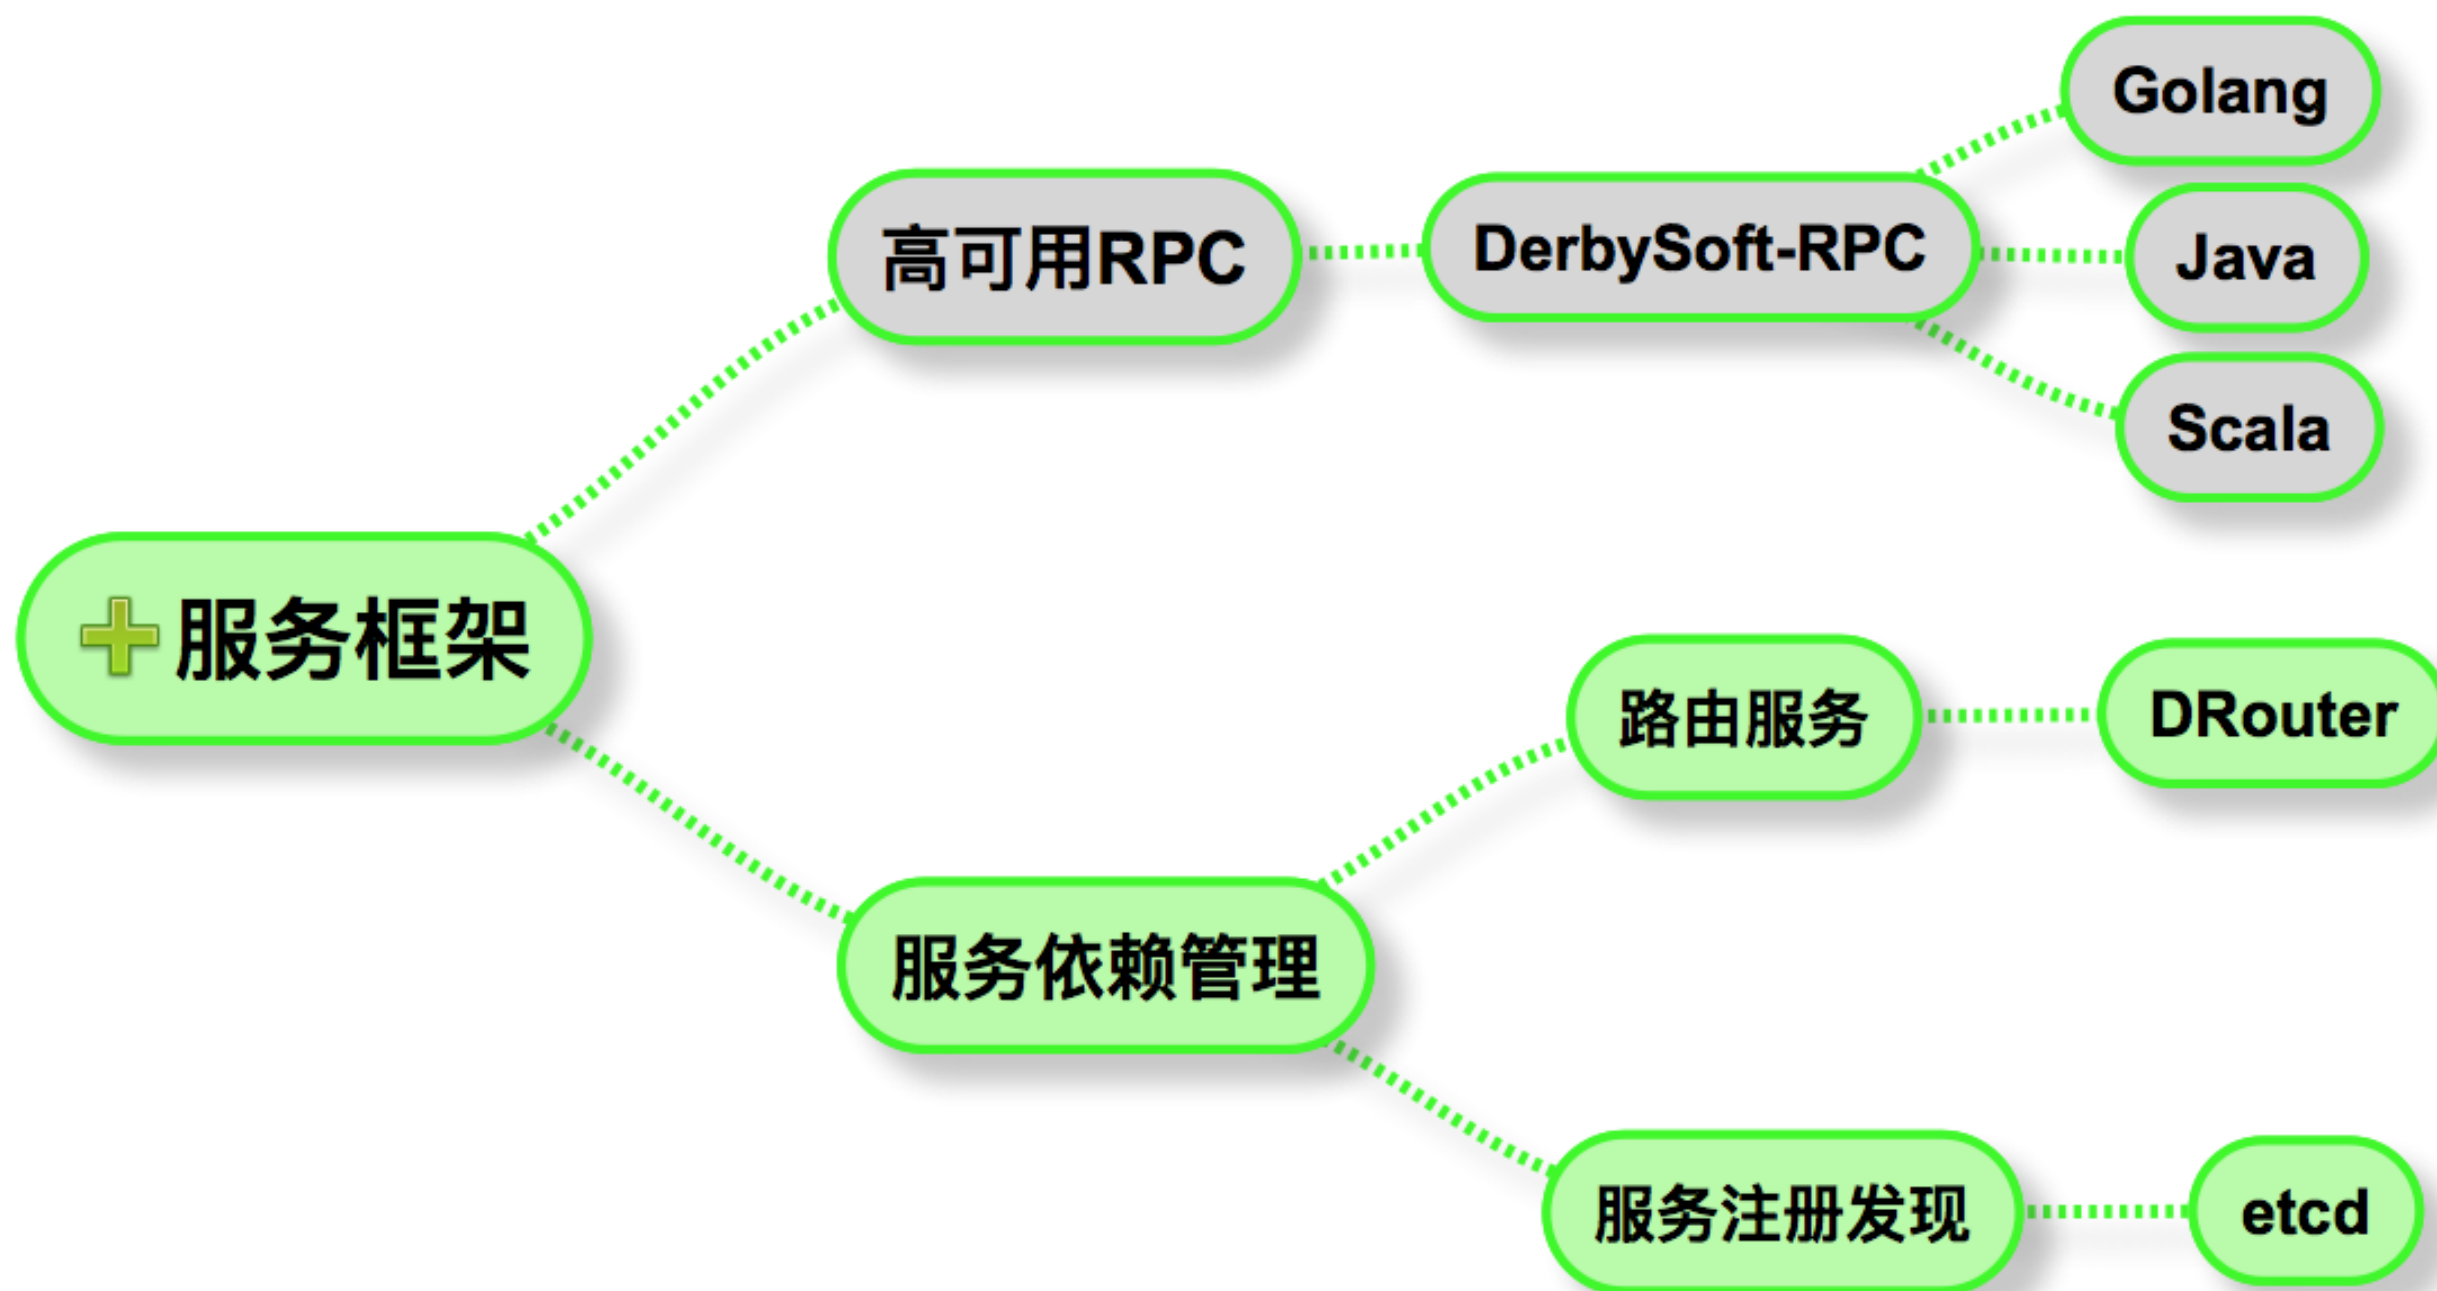 Golang
高可用RPC
DerbySoft-RPC
Java
Scala
服务框架
路由服务
DRouter
服务依赖管理
服务注册发现
etcd